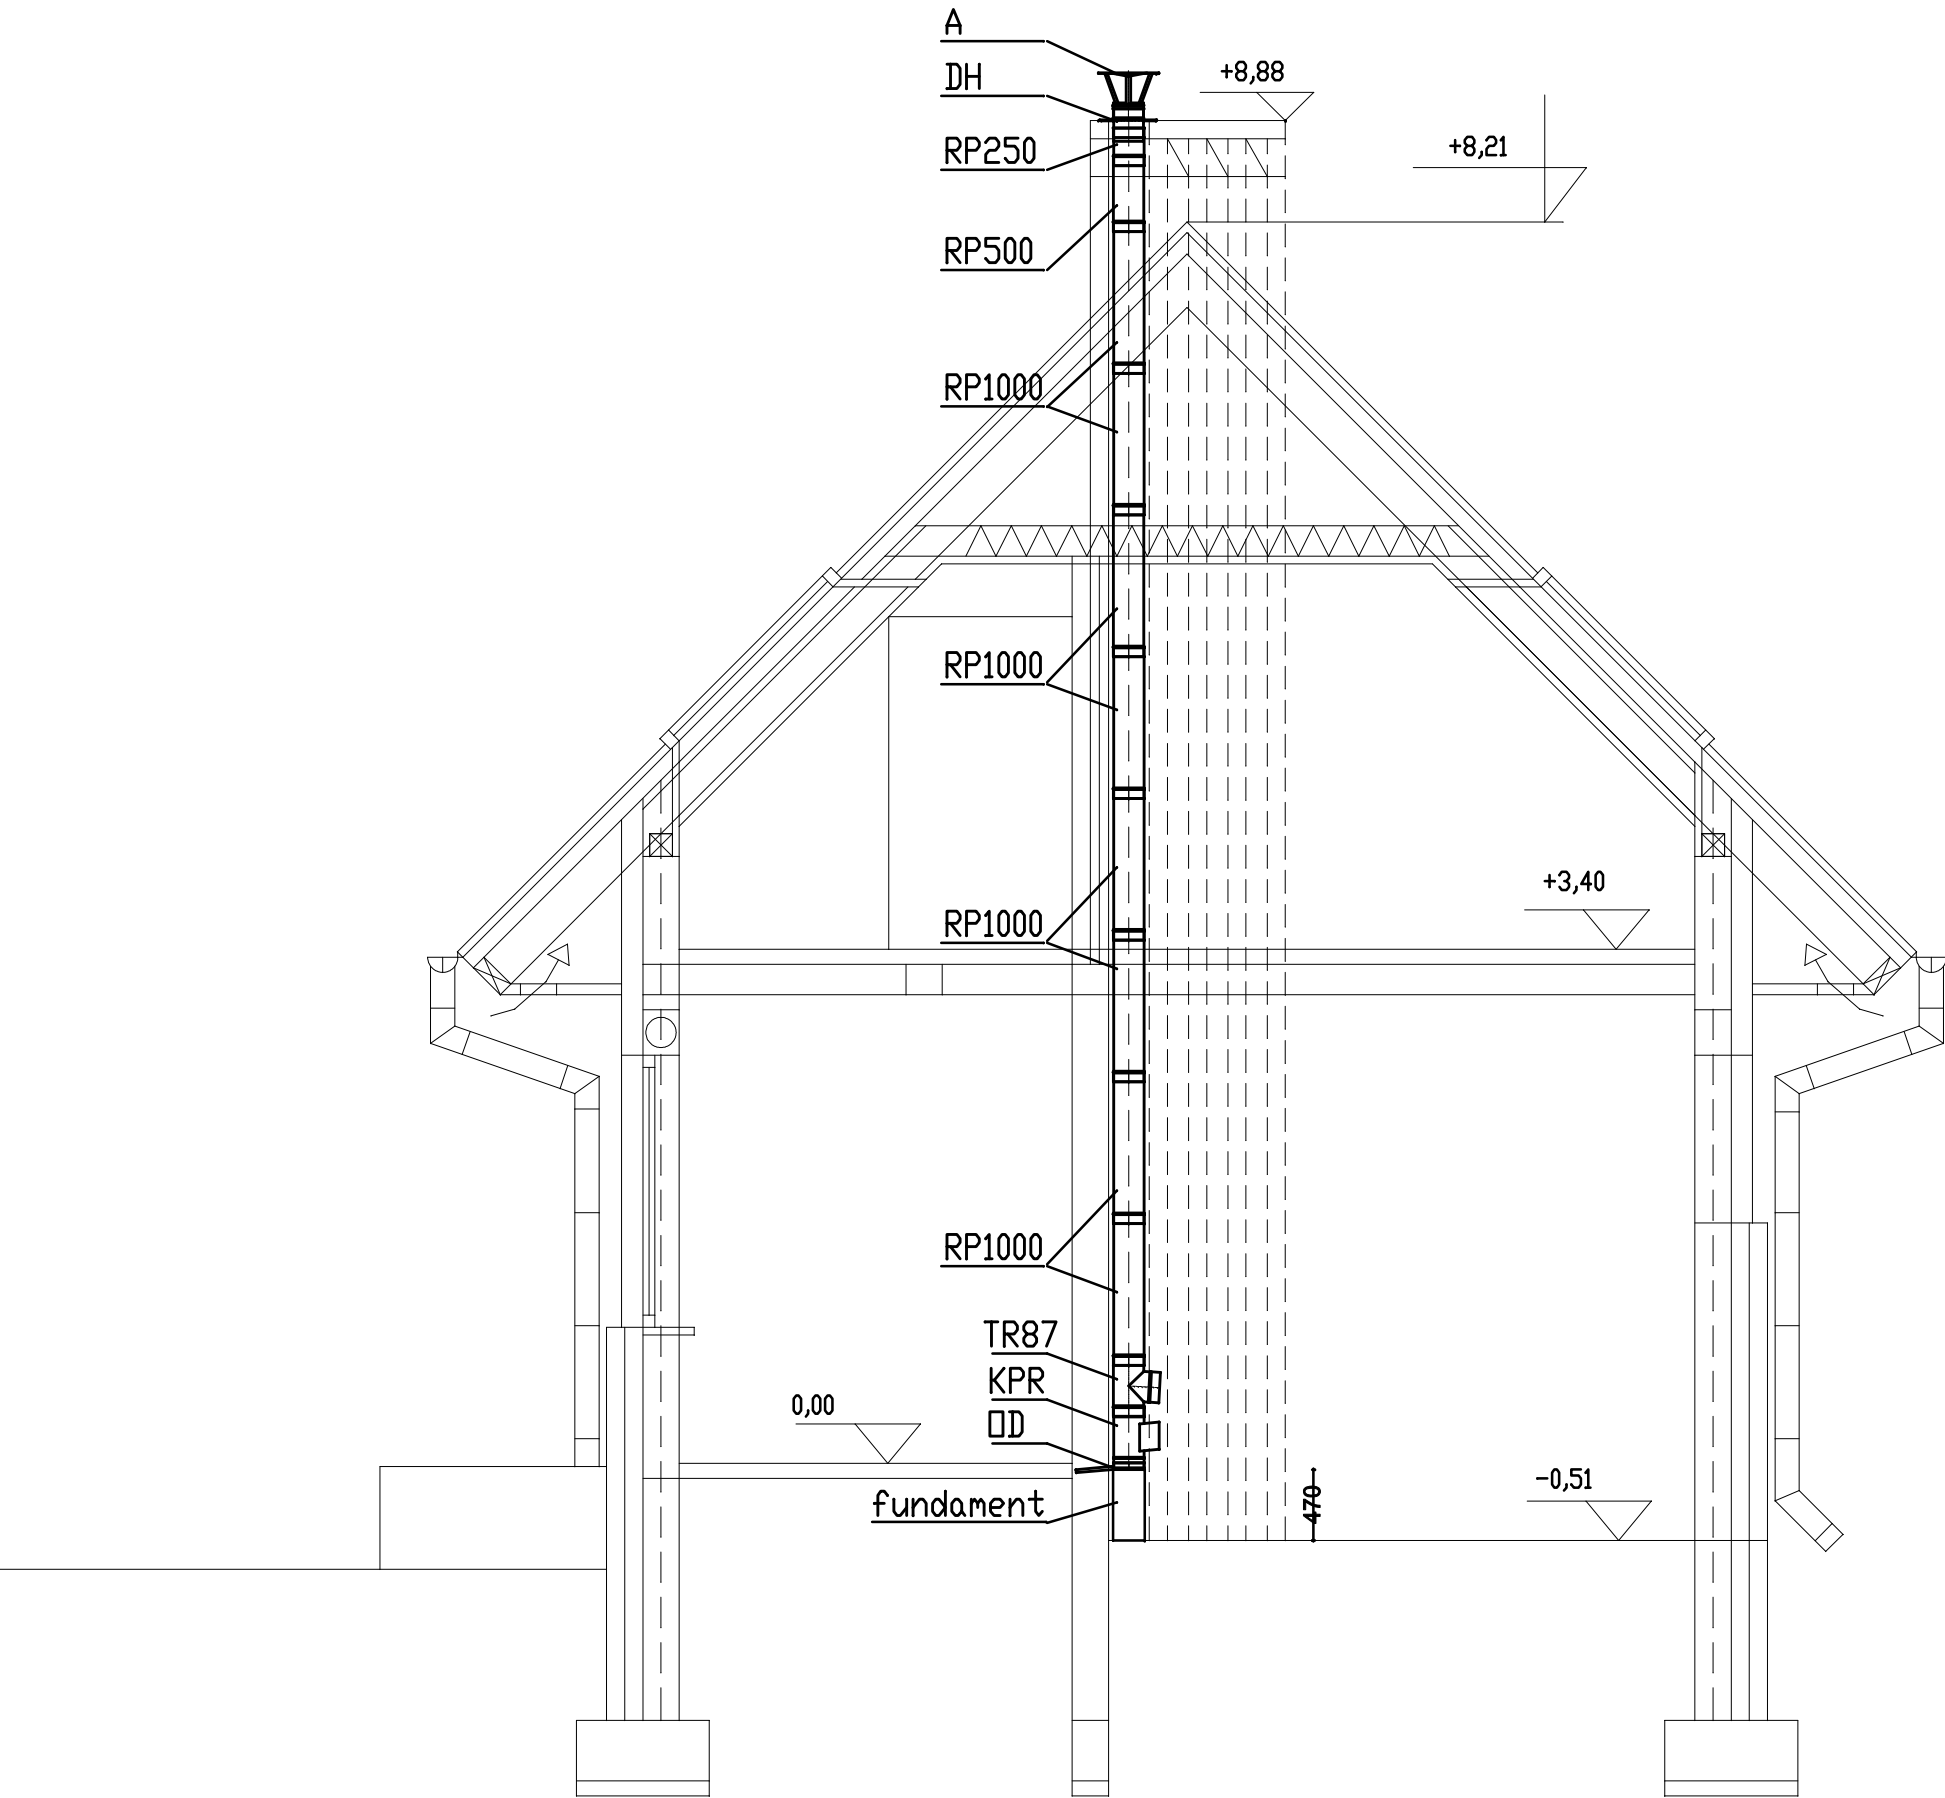 A
+8,88
DH
RP250
+8,21
RP500
RP1000
RP1000
+3,40
RP1000
RP1000
TR87
KPR
0,00
OD
-0,51
fundament
470